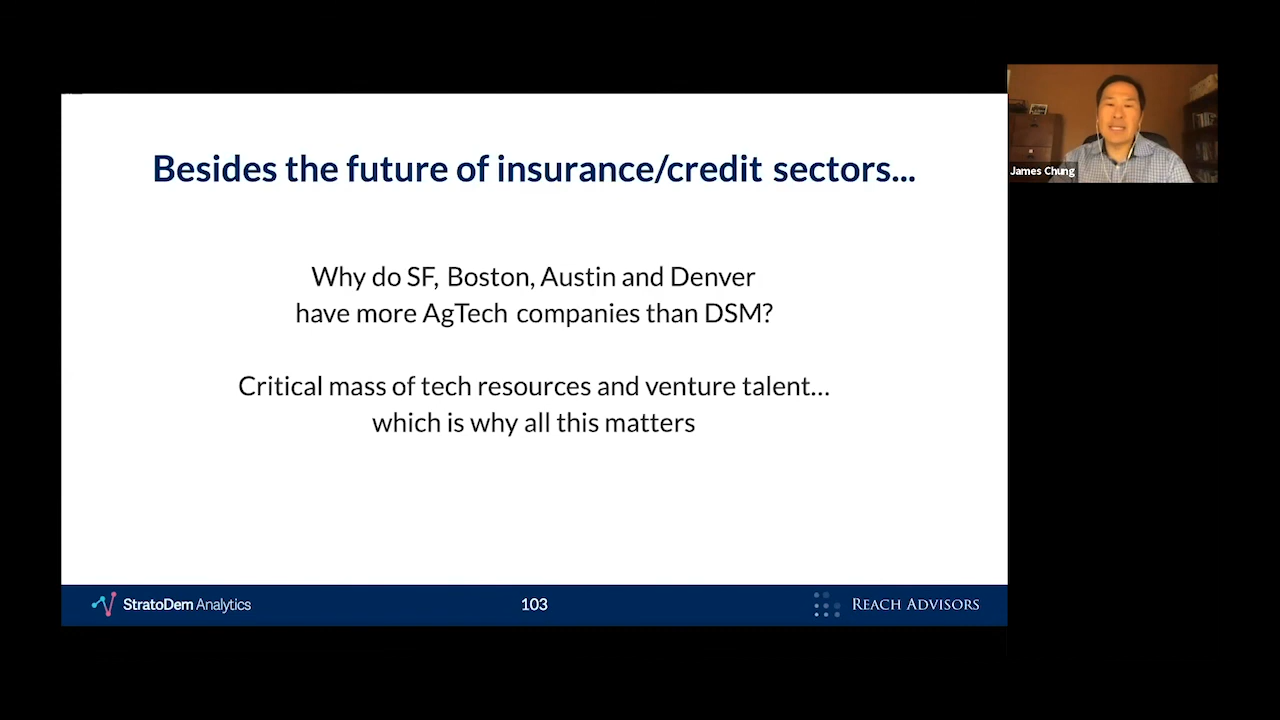 Besides the future of insurance/credit sectors...
Why do SF, Boston, Austin and Denver
have more AgTech companies than DSM?
Critical mass of tech resources and venture talent...
which is why all this matters
StratoDem Analytics
103
REACH ADVISORS
James Chung